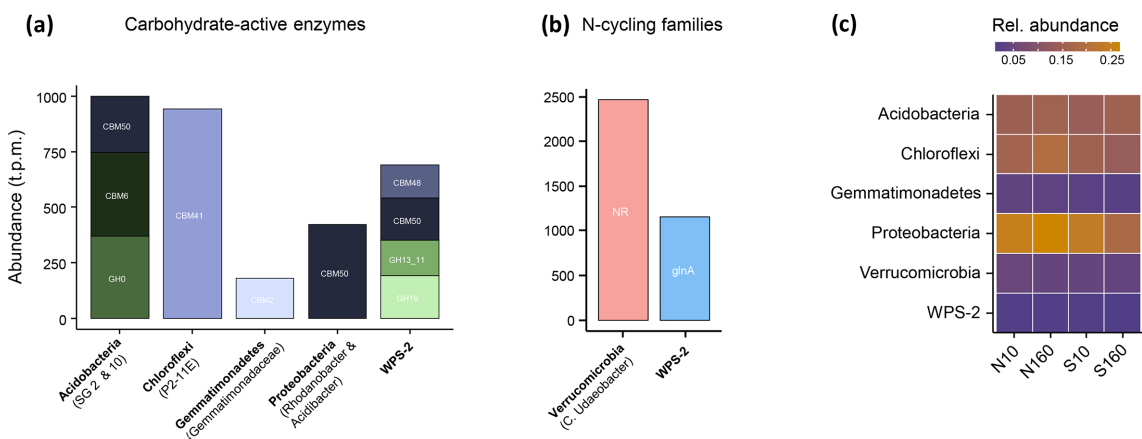 (a)
Carbohydrate-active enzymes
Abundance (t.p.m.)
1000
750
500
250
0
CBM50
CBM6
GH0
CBM41
CBM2
CBM50
CBM48
CBM50
GH13_11
GH19
Acidobacteria
(SG 2 & 10)
Chloroflexi
(P2-11E)
Gemmatimonadetes
(Gemmatimonadaceae)
Proteobacteria
(Rhodanobacter &
Acidibacter)
WPS-2
(b)
N-cycling families
2500
2000
1500
1000
500
0
NR
glnA
Verrucomicrobia
(C. Udaeobacter)
WPS-2
(c)
Rel. abundance
0.05 0.15 0.25
Acidobacteria
Chloroflexi
Gemmatimonadetes
Proteobacteria
Verrucomicrobia
WPS-2
N10
N160
S10
S160